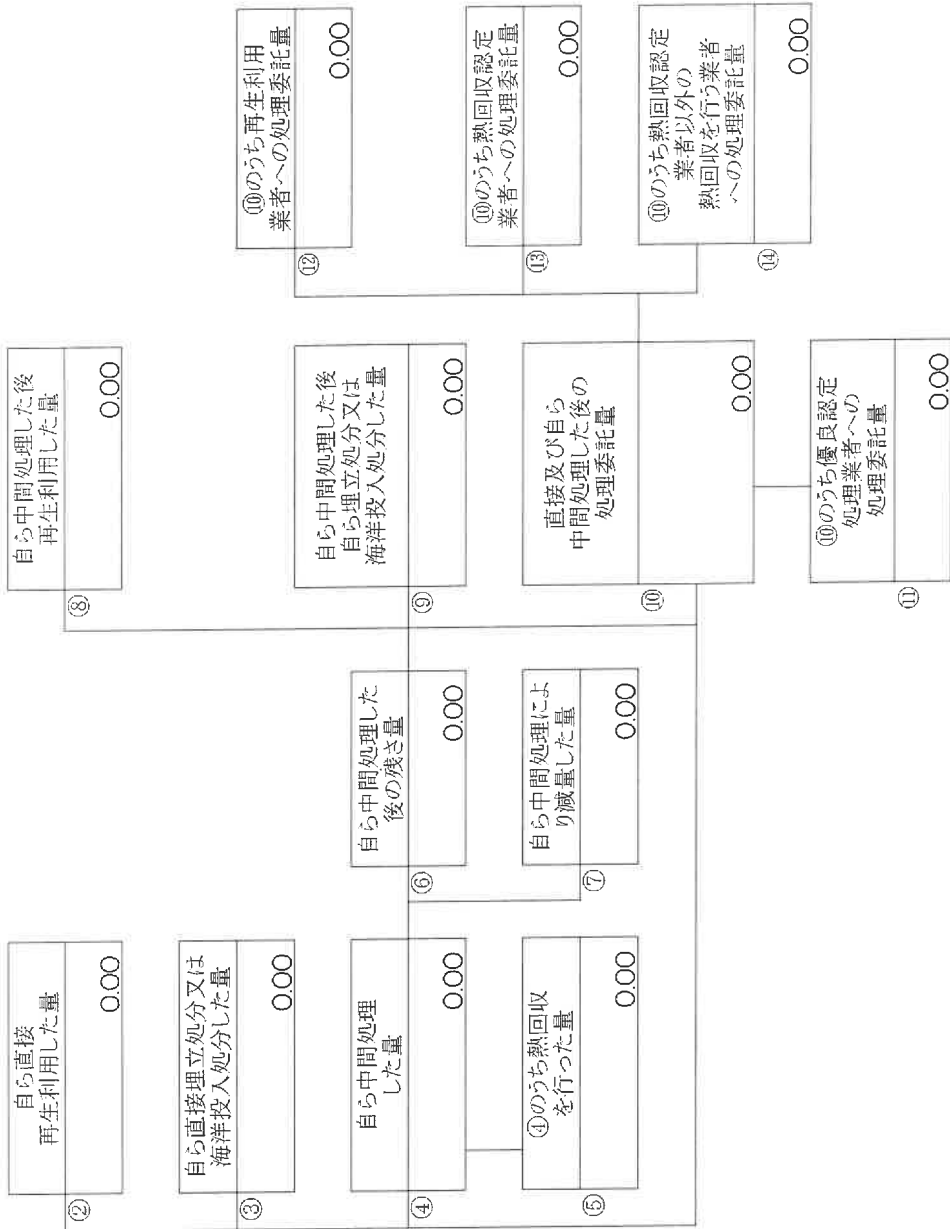 ②
自ら直接
再生利用した量
0.00
③
自ら直接埋立処分又は
海洋投入処分した量
0.00
④
自ら中間処理
した量
0.00
⑤
④のうち熱回収
を行った量
0.00
⑥
自ら中間処理した
後の残さ量
0.00
⑦
自ら中間処理によ
り減量した量
0.00
⑧
自ら中間処理した後
再生利用した量
0.00
⑨
自ら中間処理した後
自ら埋立処分又は
海洋投入処分した量
0.00
⑩
直接及び自ら
中間処理した後の
処理委託量
0.00
⑪
⑩のうち優良認定
処理業者への
処理委託量
0.00
⑫
⑩のうち再生利用
業者への処理委託量
0.00
⑬
⑩のうち熱回収認定
業者への処理委託量
0.00
⑭
⑩のうち熱回収認定
業者以外の
熱回収を行う業者
への処理委託量
0.00